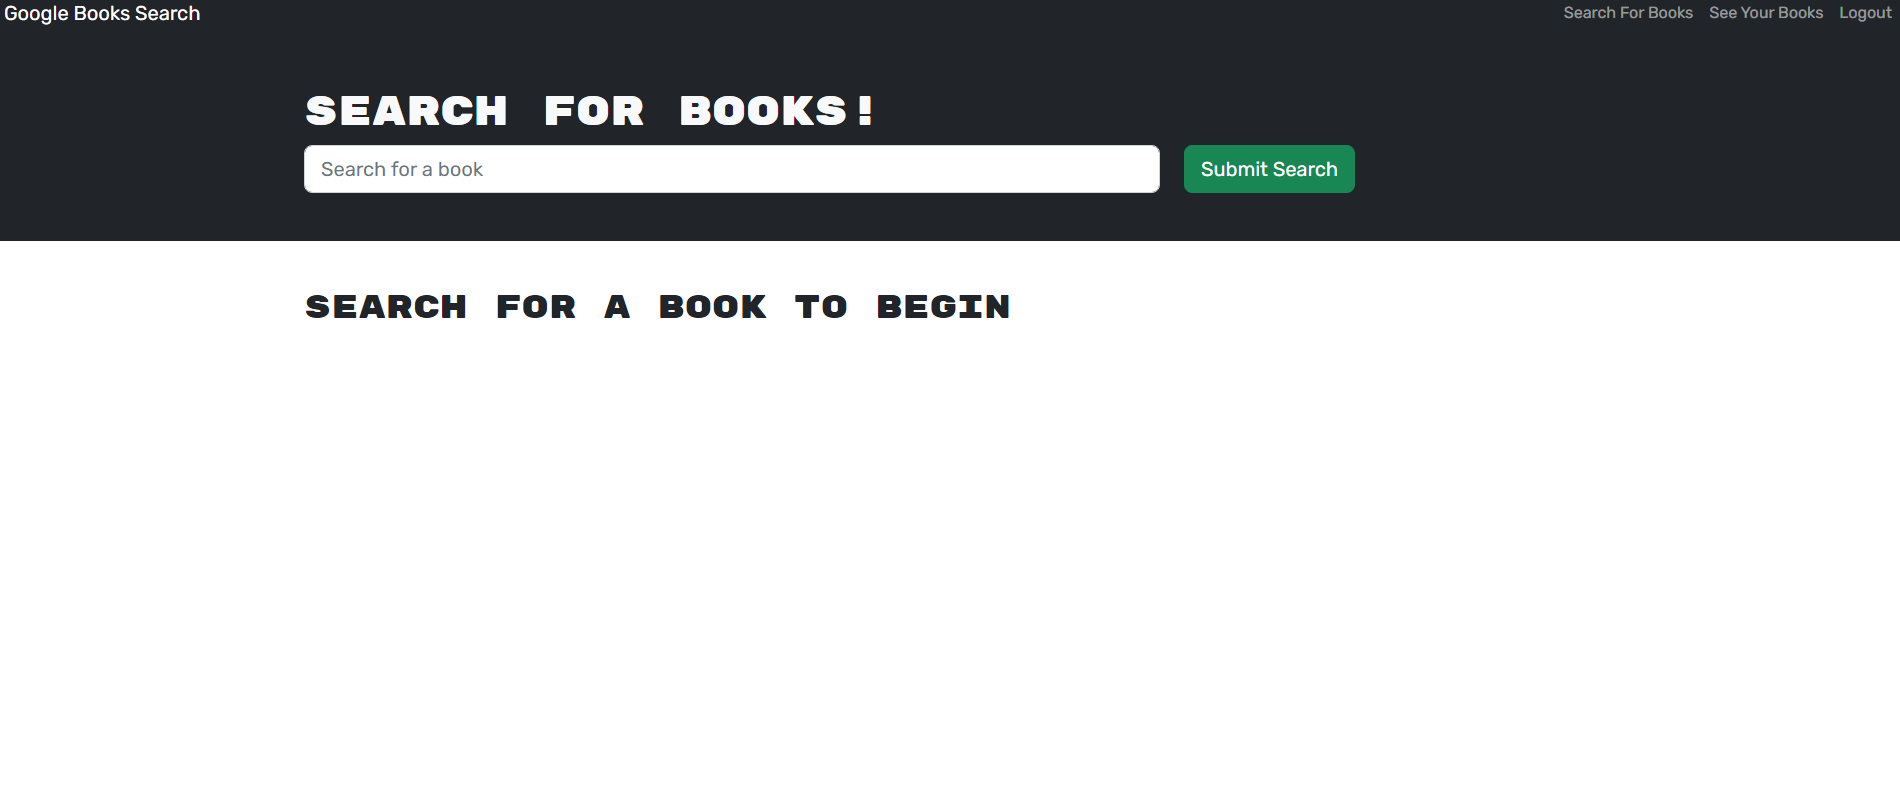 Google Books Search
Search For Books
See Your Books
Logout
SEARCH FOR BOOKS!
Search for a book
Submit Search
SEARCH FOR A BOOK TO BEGIN